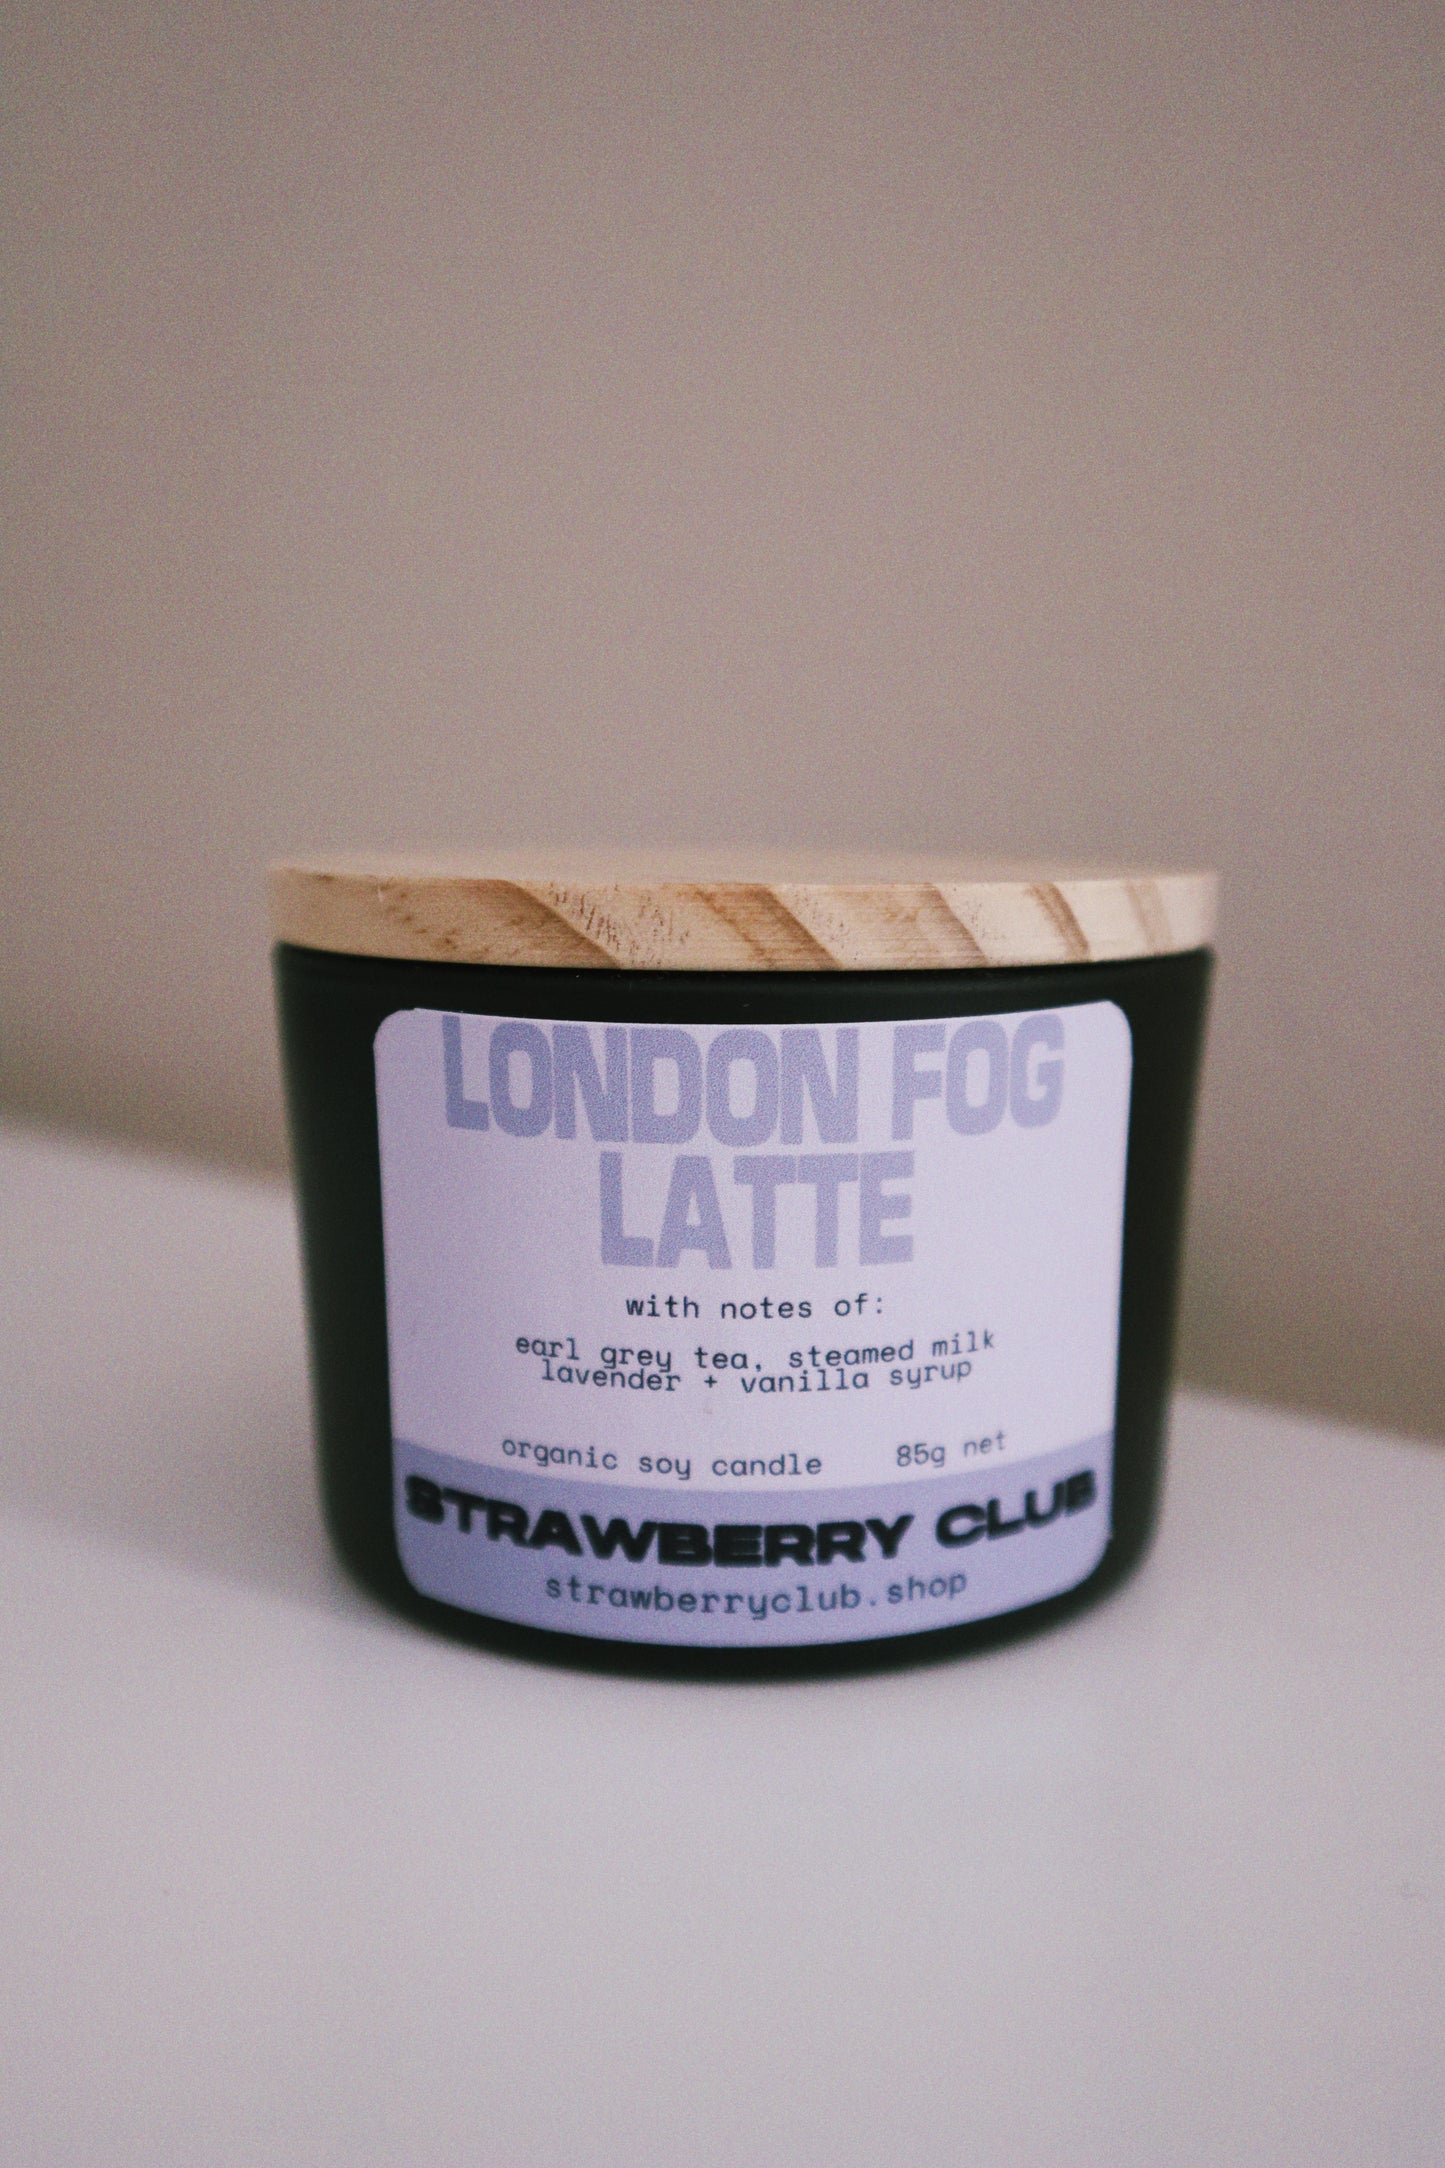 LONDON FOG
LATTE
with notes of:
earl grey tea, steamed milk
lavender + vanilla syrup
organic soy candle 85g net
STRAWBERRY CLUB
strawberryclub.shop